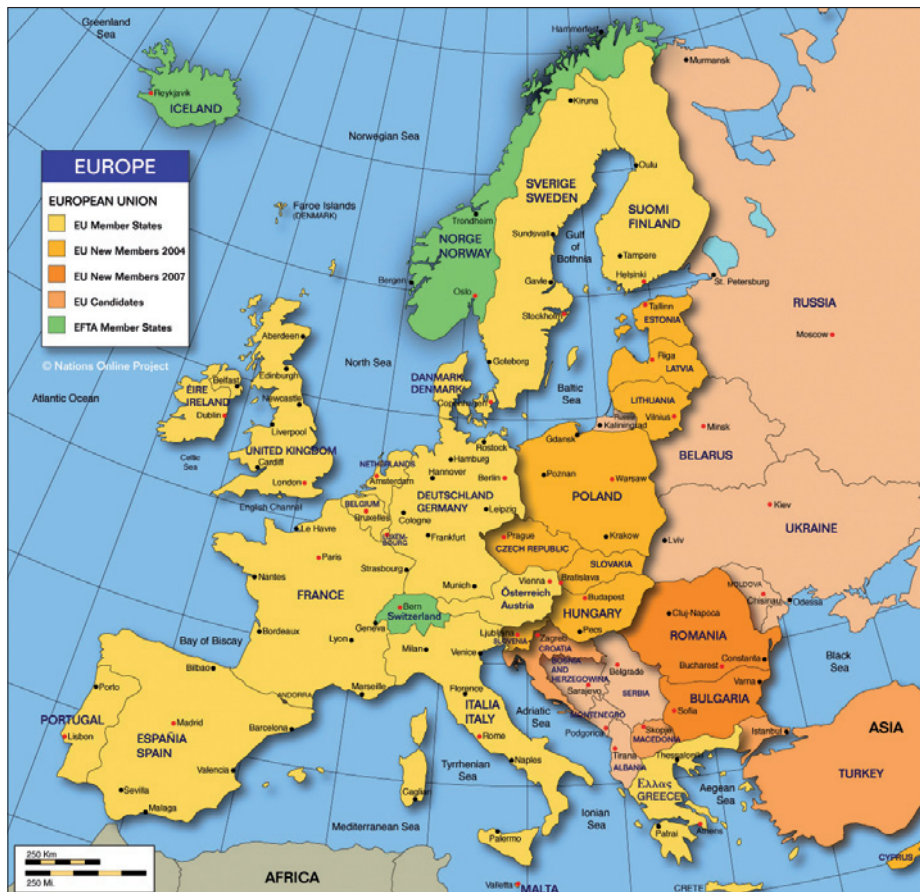 Greenland
Sea
Hammerfest
Murmansk
Reykjavik
ICELAND
Kiruna
Norwegian Sea
EUROPE
EUROPEAN UNION
EU Member States
EU New Members 2004
EU New Members 2007
EU Candidates
EFTA Member States
© Nations Online Project
Oulu
SVERIGE
SWEDEN
SUOMI
FINLAND
Faroe Islands
(DENMARK)
Trondheim
NORGE
NORWAY
Sundsvall
Gulf
of
Bothnia
Tampere
Helsinki
St. Petersburg
Bergen
Oslo
Gavle
Stockholm
Tallinn
ESTONIA
RUSSIA
Moscow
Aberdeen
North Sea
Goteborg
Riga
LATVIA
Atlantic Ocean
Edinburgh
Belfast
EIRE
IRELAND
Dublin
Newcastle
DANMARK
DENMARK
Copenhagen
Baltic
Sea
LITHUANIA
Vilnius
Russia
Kaliningrad
Minsk
Liverpool
Celtic
Sea
UNITED KINGDOM
Cardiff
London
Gdansk
BELARUS
Rostock
Hamburg
NETHERLANDS
Amsterdam
Hannover
Berlin
Poznan
Warsaw
POLAND
English Channel
BELGIUM
Bruxelles
DEUTSCHLAND
GERMANY
Leipzig
Cologne
Kiev
UKRAINE
Le Havre
LUXEM-
BOURG
Frankfurt
Prague
CZECH REPUBLIC
Krakow
Lviv
Paris
Strasbourg
SLOVAKIA
Nantes
FRANCE
Munich
Vienna
Bratislava
Österreich
Austria
Budapest
HUNGARY
MOLDOVA
Chisinau
Odessa
Bern
Switzerland
Geneva
Cluj-Napoca
ROMANIA
Bay of Biscay
Bordeaux
Lyon
Milan
Venice
Ljubljana
SLOVENIA
Zagreb
CROATIA
Pecs
Bilbao
BOSNIA
AND
HERZEGOWINA
Sarajevo
Belgrade
SERBIA
Bucharest
Constanta
Black
Sea
Varna
Porto
ANDORRA
Marseille
Florence
ITALIA
ITALY
Adriatic
Sea
MONTENEGRO
Podgorica
BULGARIA
Sofia
PORTUGAL
Lisbon
Madrid
ESPAÑIA
SPAIN
Barcelona
Rome
Skopje
MACEDONIA
Tirana
ALBANIA
Istanbul
ASIA
Valencia
Naples
Thessaloniki
Tyrrhenian
Sea
TURKEY
Sevilla
Malaga
Cagliari
Ελλας
GREECE
Aegean
Sea
Ionian
Sea
Mediterranean Sea
Palermo
Patrai
Athens
250 Km
250 Mi.
AFRICA
Valletta
MALTA
CRETE
CYPRUS